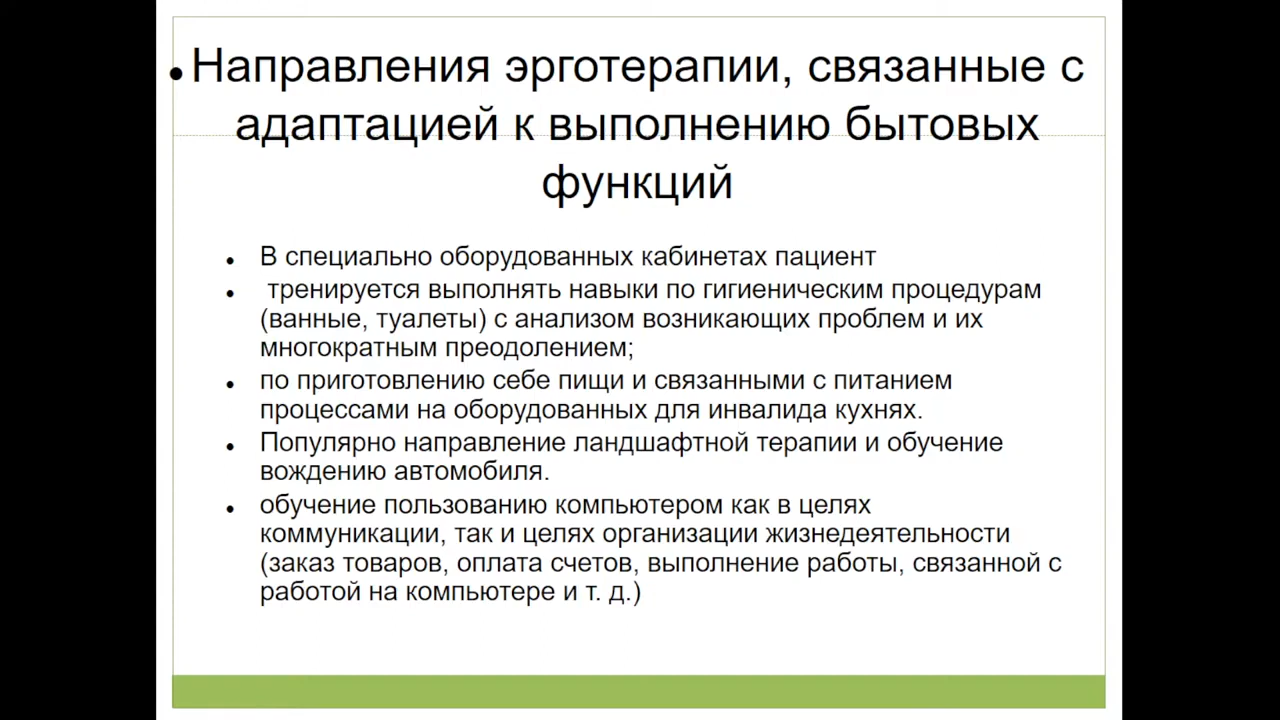 • Направления эрготерапии, связанные с
адаптацией к выполнению бытовых
функций
• В специально оборудованных кабинетах пациент
• тренируется выполнять навыки по гигиеническим процедурам
(ванные, туалеты) с анализом возникающих проблем и их
многократным преодолением;
• по приготовлению себе пищи и связанными с питанием
процессами на оборудованных для инвалида кухнях.
• Популярно направление ландшафтной терапии и обучение
вождению автомобиля.
• обучение пользованию компьютером как в целях
коммуникации, так и целях организации жизнедеятельности
(заказ товаров, оплата счетов, выполнение работы, связанной с
работой на компьютере и т. д.)